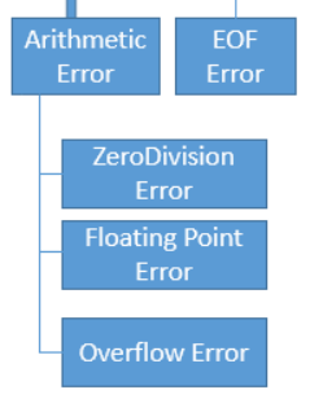 Arithmetic
Error
EOF
Error
ZeroDivision
Error
Floating Point
Error
Overflow Error